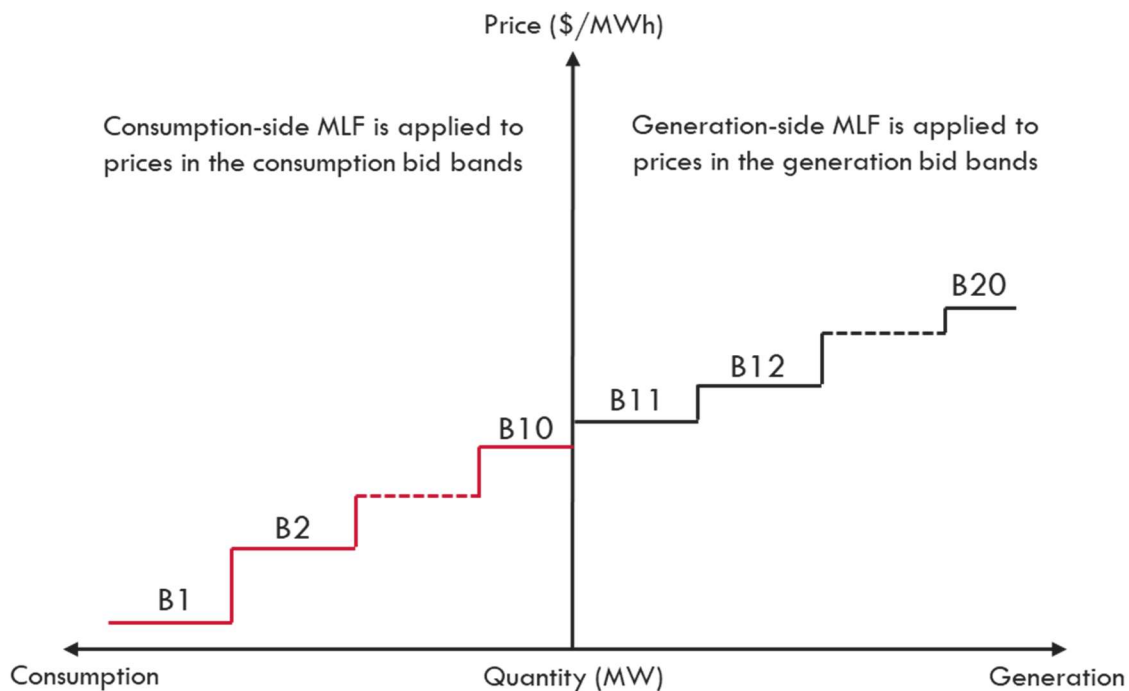 Price ($/MWh)
Consumption-side MLF is applied to
prices in the consumption bid bands
Generation-side MLF is applied to
prices in the generation bid bands
B20
B12
B11
B10
B2
B1
Consumption
Quantity (MW)
Generation